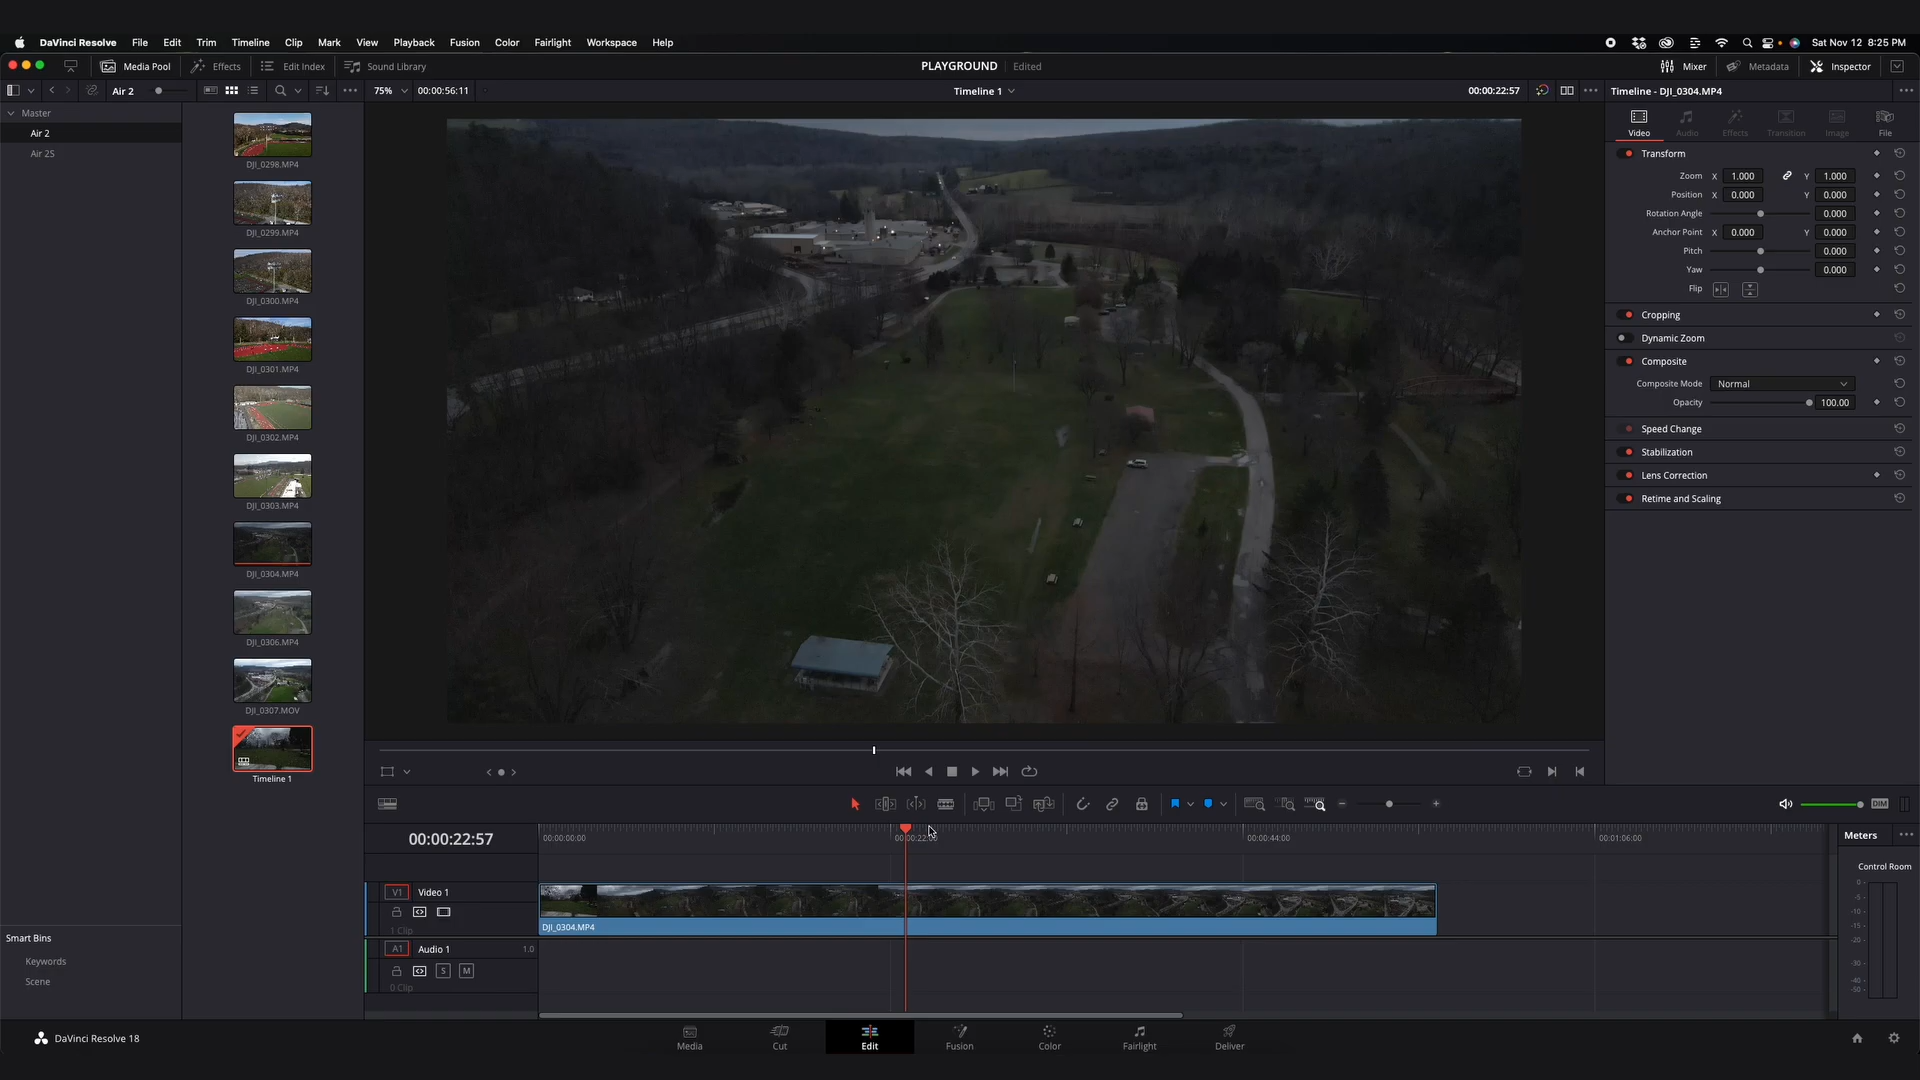 DaVinci Resolve File Edit Trim Timeline Clip Mark View Playback Fusion Color Fairlight Workspace Help Sat Nov 12 8:25 PM
Media Pool Effects Edit Index Sound Library PLAYGROUND Edited Mixer Metadata Inspector
Air 2 75% 00:00:56:11 Timeline 1 00:00:22:57 Timeline - DJI_0304.MP4
Master
Air 2
Air 2S
DJI_0298.MP4
DJI_0299.MP4
DJI_0300.MP4
DJI_0301.MP4
DJI_0302.MP4
DJI_0303.MP4
DJI_0304.MP4
DJI_0306.MP4
DJI_0307.MOV
Timeline 1
Video Audio Effects Transition Image File
Transform
Zoom X 1.000 Y 1.000
Position X 0.000 Y 0.000
Rotation Angle 0.000
Anchor Point X 0.000 Y 0.000
Pitch 0.000
Yaw 0.000
Flip
Cropping
Dynamic Zoom
Composite
Composite Mode Normal
Opacity 100.00
Speed Change
Stabilization
Lens Correction
Retime and Scaling
DIM
00:00:22:57 00:00:00:00 00:00:44:00 00:01:06:00
Meters
Control Room
V1 Video 1
1 Clip
DJI_0304.MP4
A1 Audio 1 1.0
S M
0 Clip
0
-5
-10
-15
-20
-30
-40
-50
Smart Bins
Keywords
Scene
DaVinci Resolve 18
Media Cut Edit Fusion Color Fairlight Deliver